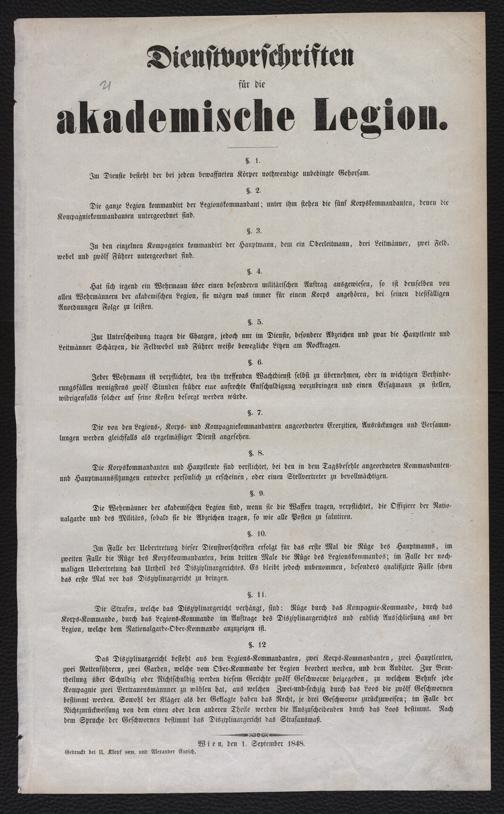 Dienstvorschriften
für die
akademische Legion.
§. 1.
Im Dienste besteht der bei jedem bewaffneten Körper nothwendige unbedingte Gehorsam.
§. 2.
Die ganze Legion kommandirt der Legionskommandant; unter ihm stehen die fünf Korpskommandanten, denen die
Kompagniekommandanten untergeordnet sind.
§. 3.
In den einzelnen Kompagnien kommandirt der Hauptmann, dem ein Oberleitmann, drei Leitmänner, zwei Feld-
webel und zwölf Führer untergeordnet sind.
§. 4.
Hat sich irgend ein Wehrmann über einen besonderen militärischen Auftrag ausgewiesen, so ist demselben von
allen Wehrmännern der akademischen Legion, sie mögen was immer für einem Korps angehören, bei seinen dießfälligen
Anordnungen Folge zu leisten.
§. 5.
Zur Unterscheidung tragen die Chargen, jedoch nur im Dienste, besondere Abzeichen und zwar die Hauptleute und
Leitmänner Schärpen, die Feldwebel und Führer weiße bewegliche Litzen am Rockkragen.
§. 6.
Jeder Wehrmann ist verpflichtet, den ihn treffenden Wachtdienst selbst zu übernehmen, oder in wichtigen Verhinde-
rungsfällen wenigstens zwölf Stunden früher eine aufrechte Entschuldigung vorzubringen und einen Ersatzmann zu stellen,
widrigenfalls solcher auf seine Kosten besorgt werden würde.
§. 7.
Die von den Legions-, Korps- und Kompagniekommandanten angeordneten Exerzitien, Ausrückungen und Versamm-
lungen werden gleichfalls als regelmäßiger Dienst angesehen.
§. 8.
Die Korpskommandanten und Hauptleute sind verpflichtet, bei den in dem Tagsbefehle angeordneten Kommandanten-
und Hauptmannssitzungen entweder persönlich zu erscheinen, oder einen Stellvertreter zu bevollmächtigen.
§. 9.
Die Wehrmänner der akademischen Legion sind, wenn sie die Waffen tragen, verpflichtet, die Offiziere der Natio-
nalgarde und des Militärs, sobald sie die Abzeichen tragen, so wie alle Posten zu salutiren.
§. 10.
Im Falle der Uebertretung dieser Dienstvorschriften erfolgt für das erste Mal die Rüge des Hauptmanns, im
zweiten Falle die Rüge des Korpskommandanten, beim dritten Male die Rüge des Legionskommandos; im Falle der noch-
maligen Uebertretung das Urtheil des Disziplinargerichtes. Es bleibt jedoch unbenommen, besonders qualifizirte Fälle schon
das erste Mal vor das Disziplinargericht zu bringen.
§. 11.
Die Strafen, welche das Disziplinargericht verhängt, sind: Rüge durch das Kompagnie-Kommando, durch das
Korps-Kommando, durch das Legions-Kommando im Auftrage des Disziplinargerichtes und endlich Ausschließung aus der
Legion, welche dem Nationalgarde-Ober-Kommando anzuzeigen ist.
§. 12
Das Disziplinargericht besteht aus dem Legions-Kommandanten, zwei Korps-Kommandanten, zwei Hauptleuten,
zwei Rottenführern, zwei Garden, welche vom Ober-Kommando der Legion beordert werden, und dem Auditor. Zur Beur-
theilung über Schuldig oder Nichtschuldig werden diesem Gerichte zwölf Geschworne beigegeben, zu welchem Behufe jede
Kompagnie zwei Vertrauensmänner zu wählen hat, aus welchen Zwei-und-sechzig durch das Loos die zwölf Geschwornen
bestimmt werden. Sowohl der Kläger als der Geklagte haben das Recht, je drei Geschworne zurückzuweisen; im Falle der
Nichtzurückweisung von dem einen oder dem anderen Theile werden die Auszuscheidenden durch das Loos bestimmt. Nach
dem Spruche der Geschwornen bestimmt das Disziplinargericht das Strafausmaß.
Wien, den 1. September 1848.
Gedruckt bei U. Klopf sen. und Alexander Eurich.